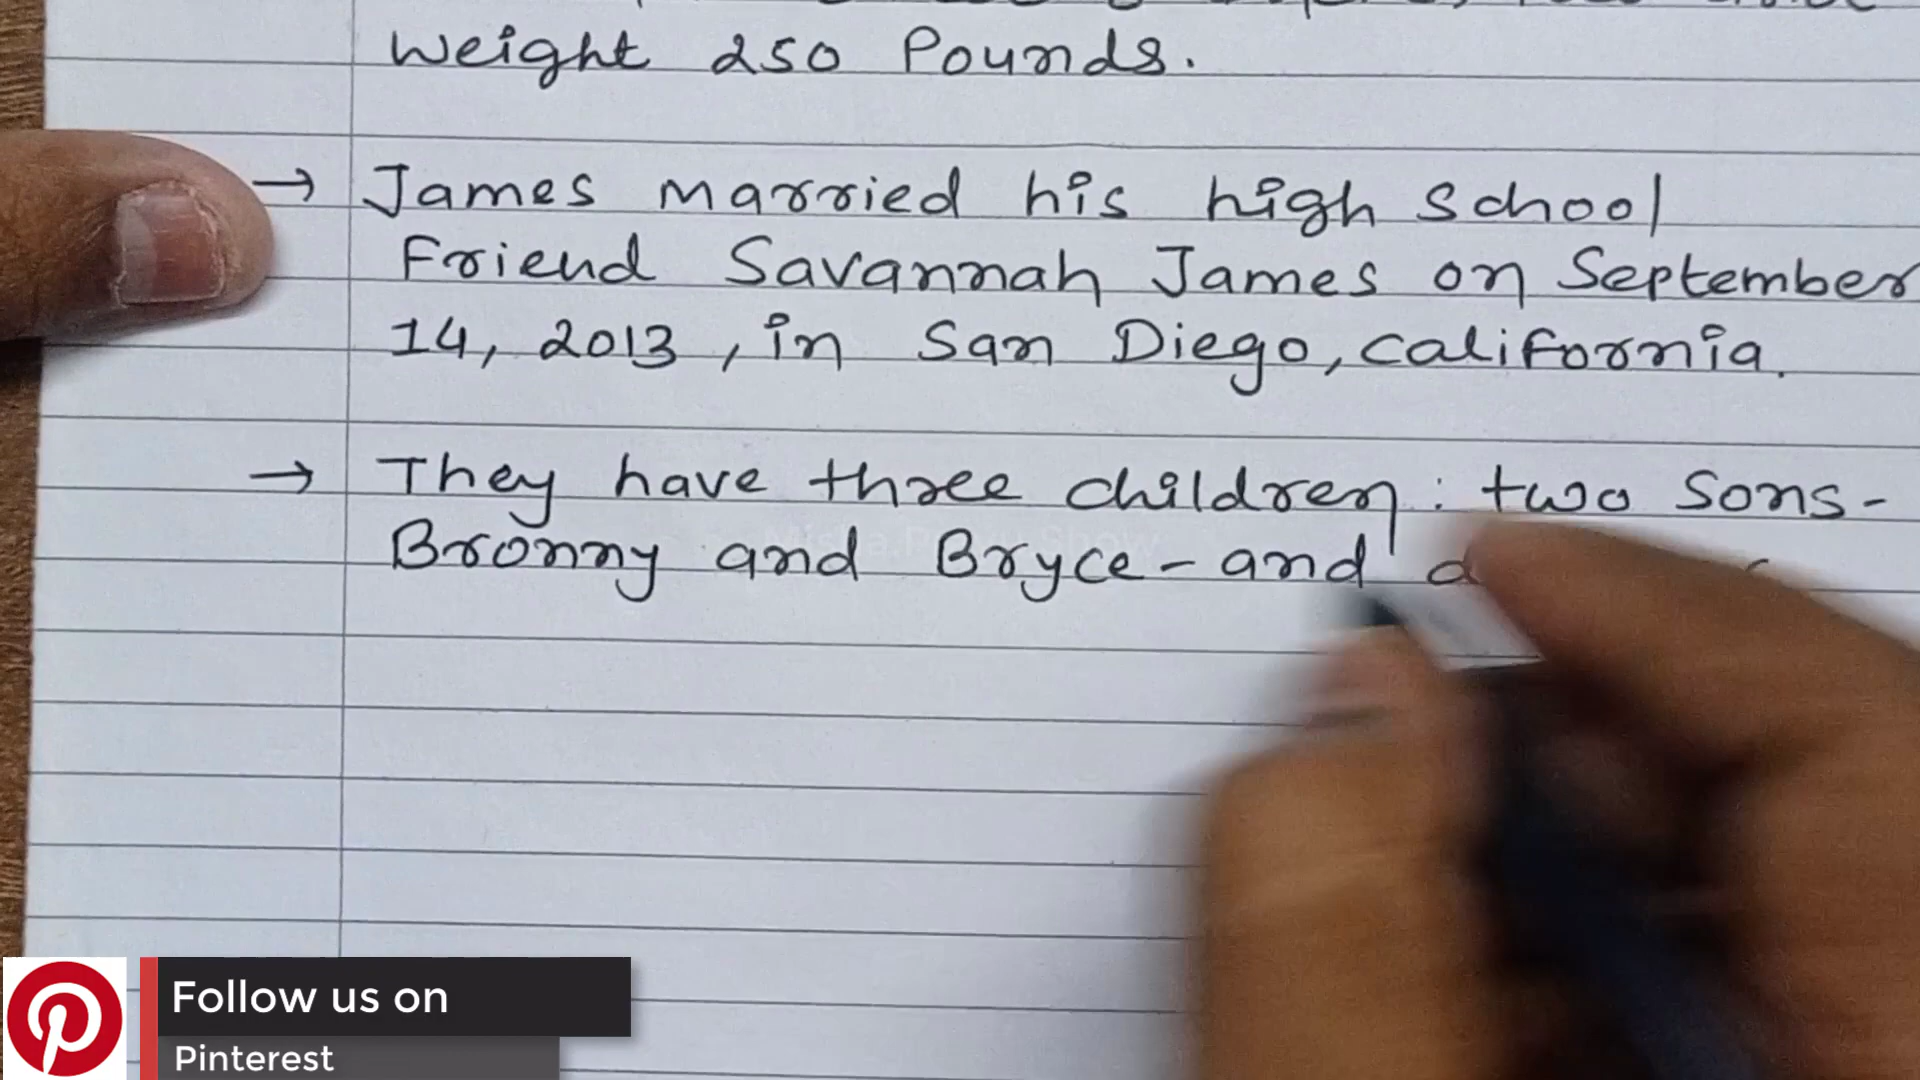 Weight 250 Pounds.
→ James married his high school
Friend Savannah James on September
14, 2013, in San Diego, California.
→ They have three children: two sons-
Bronny and Bryce - and
Follow us on
Pinterest